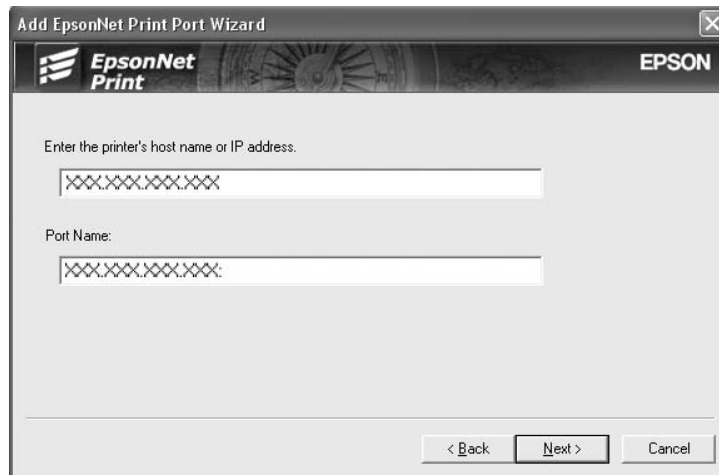 Add EpsonNet Print Port Wizard
EpsonNet
Print
EPSON
Enter the printer's host name or IP address.
XXX.XXX.XXX.XXX
Port Name:
XXX.XXX.XXX.XXX:
< Back
Next >
Cancel